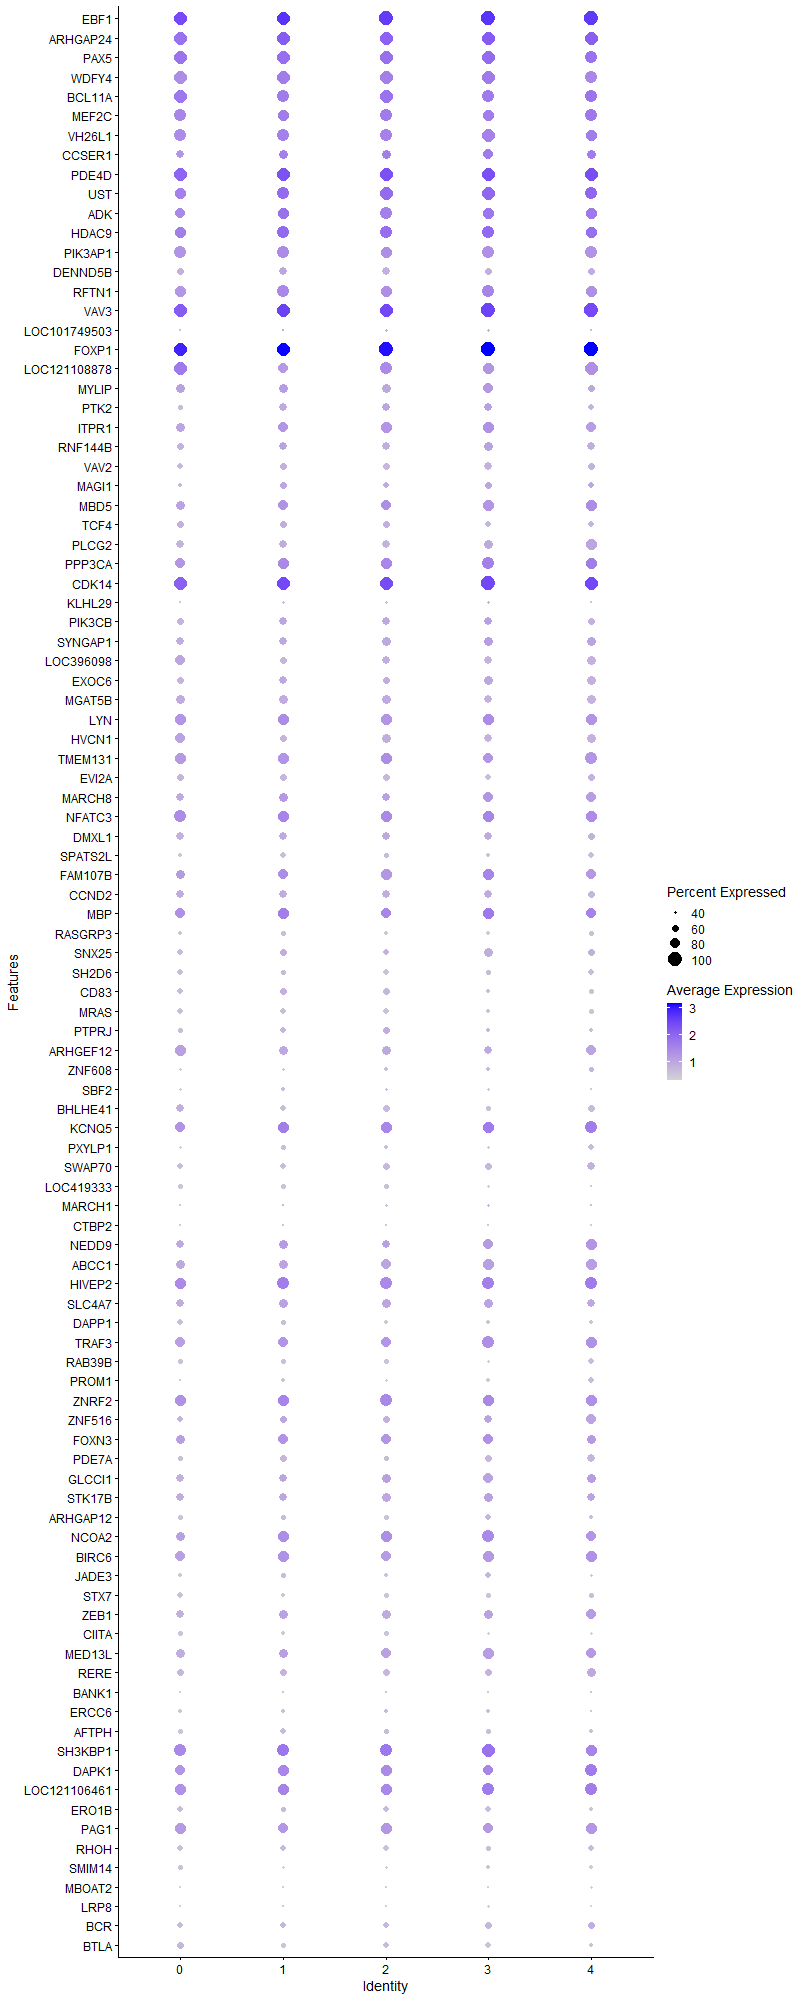 EBF1
ARHGAP24
PAX5
WDFY4
BCL11A
MEF2C
VH26L1
CCSER1
PDE4D
UST
ADK
HDAC9
PIK3AP1
DENND5B
RFTN1
VAV3
LOC101749503
FOXP1
LOC121108878
MYLIP
PTK2
ITPR1
RNF144B
VAV2
MAGI1
MBD5
TCF4
PLCG2
PPP3CA
CDK14
KLHL29
PIK3CB
SYNGAP1
LOC396098
EXOC6
MGAT5B
LYN
HVCN1
TMEM131
EVI2A
MARCH8
NFATC3
DMXL1
SPATS2L
FAM107B
CCND2
MBP
RASGRP3
SNX25
SH2D6
CD83
MRAS
PTPRJ
ARHGEF12
ZNF608
SBF2
BHLHE41
KCNQ5
PXYLP1
SWAP70
LOC419333
MARCH1
CTBP2
NEDD9
ABCC1
HIVEP2
SLC4A7
DAPP1
TRAF3
RAB39B
PROM1
ZNRF2
ZNF516
FOXN3
PDE7A
GLCCI1
STK17B
ARHGAP12
NCOA2
BIRC6
JADE3
STX7
ZEB1
CIITA
MED13L
RERE
BANK1
ERCC6
AFTPH
SH3KBP1
DAPK1
LOC121106461
ERO1B
PAG1
RHOH
SMIM14
MBOAT2
LRP8
BCR
BTLA
Features
0 1 2 3 4
Identity
Percent Expressed
40
60
80
100
Average Expression
3
2
1